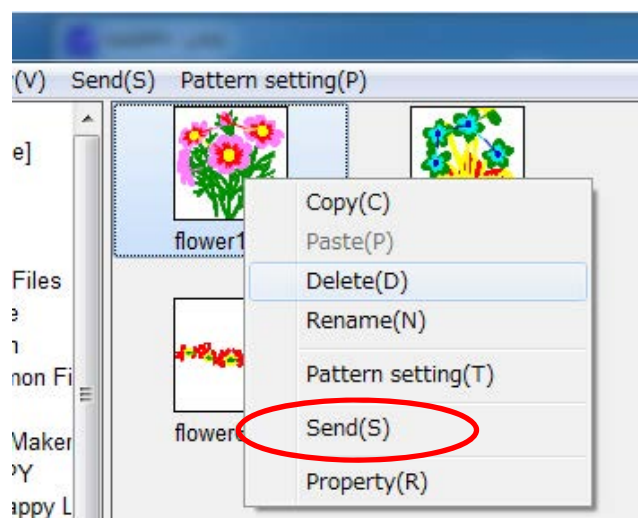 (V) Send(S) Pattern setting(P)
e]
Files
e
n
non Fi
Maker
PY
appy L
flower1
flower
Copy(C)
Paste(P)
Delete(D)
Rename(N)
Pattern setting(T)
Send(S)
Property(R)